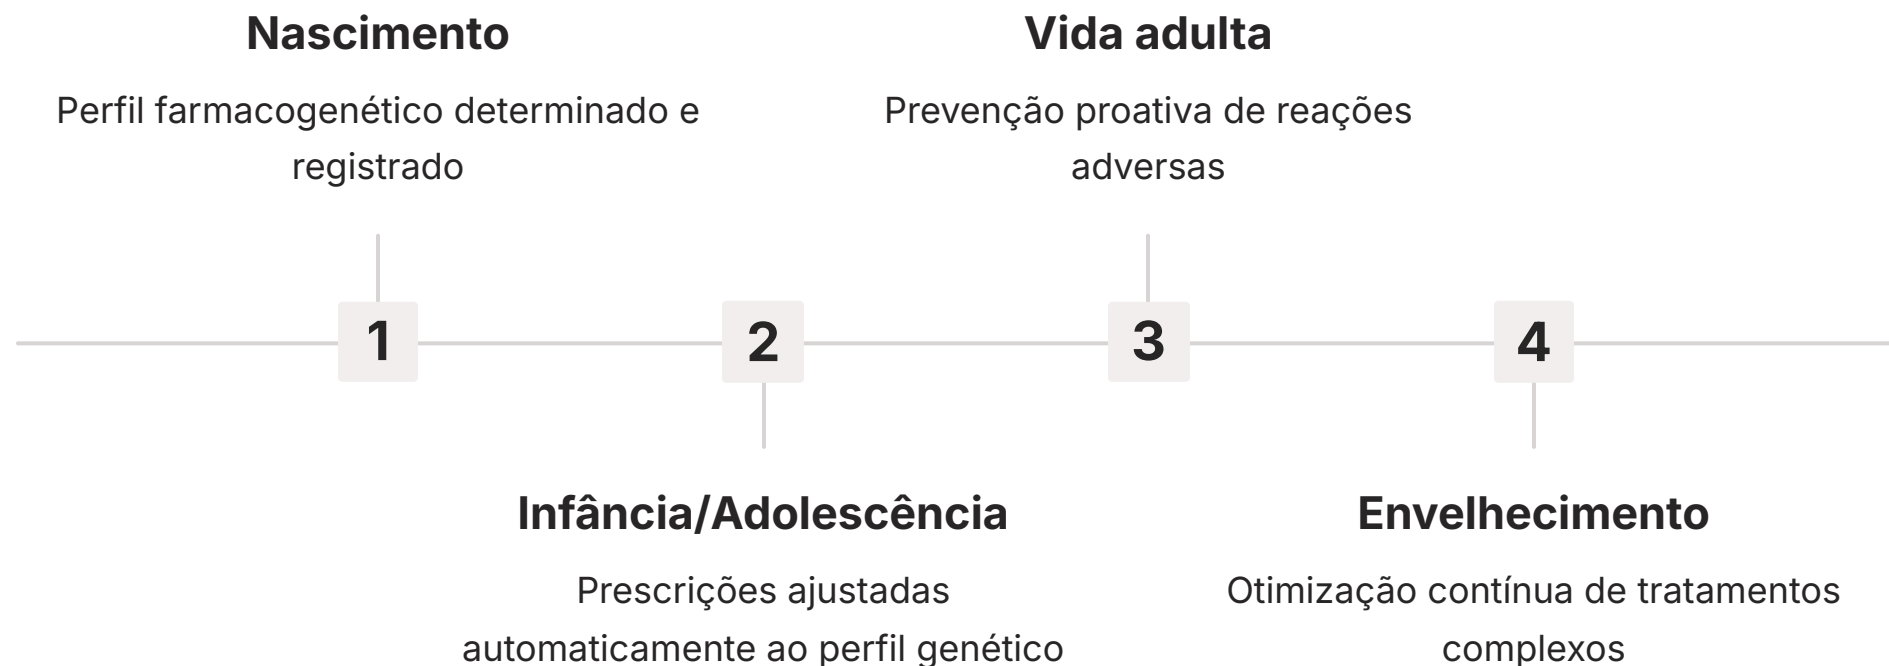 Nascimento
Perfil farmacogenético determinado e
registrado
Vida adulta
Prevenção proativa de reações
adversas
1
2
3
4
Infância/Adolescência
Prescrições ajustadas
automaticamente ao perfil genético
Envelhecimento
Otimização contínua de tratamentos
complexos